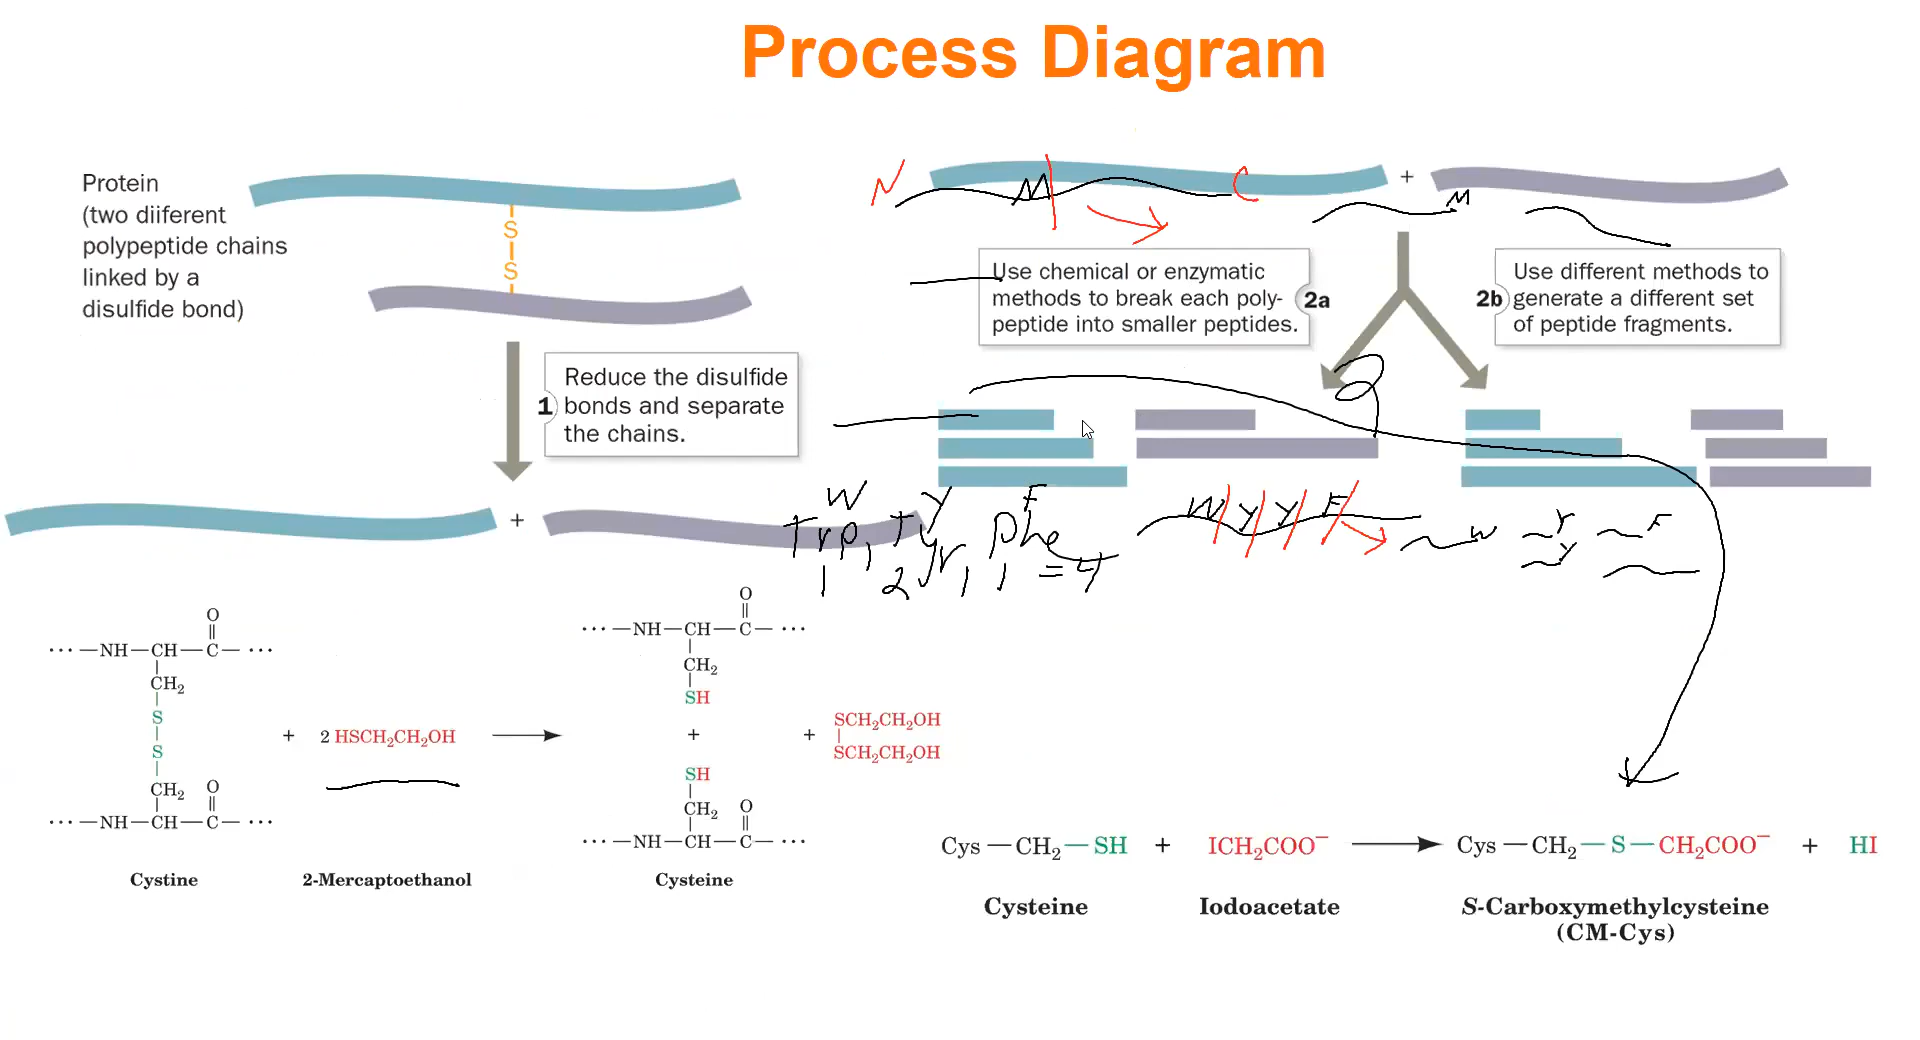 Process Diagram
Protein
(two diiferent
polypeptide chains
linked by a
disulfide bond)
S
S
1 Reduce the disulfide
bonds and separate
the chains.
+
N M C
+
M
Use chemical or enzymatic
methods to break each poly-
peptide into smaller peptides.
2a
2b
Use different methods to
generate a different set
of peptide fragments.
W Y F
Trp, Tyr, Phe
1 2 1 = 4
W Y Y F
W Y F
Y
··· —NH—CH—C— ···
O
CH₂
S
S
CH₂ O
··· —NH—CH—C— ···
Cystine
+
2 HSCH₂CH₂OH
2-Mercaptoethanol
O
··· —NH—CH—C— ···
CH₂
SH
+
SH
CH₂ O
··· —NH—CH—C— ···
Cysteine
+
SCH₂CH₂OH
SCH₂CH₂OH
Cys—CH₂—SH + ICH₂COO⁻ Cys—CH₂—S—CH₂COO⁻ + HI
Cysteine Iodoacetate S-Carboxymethylcysteine
(CM-Cys)